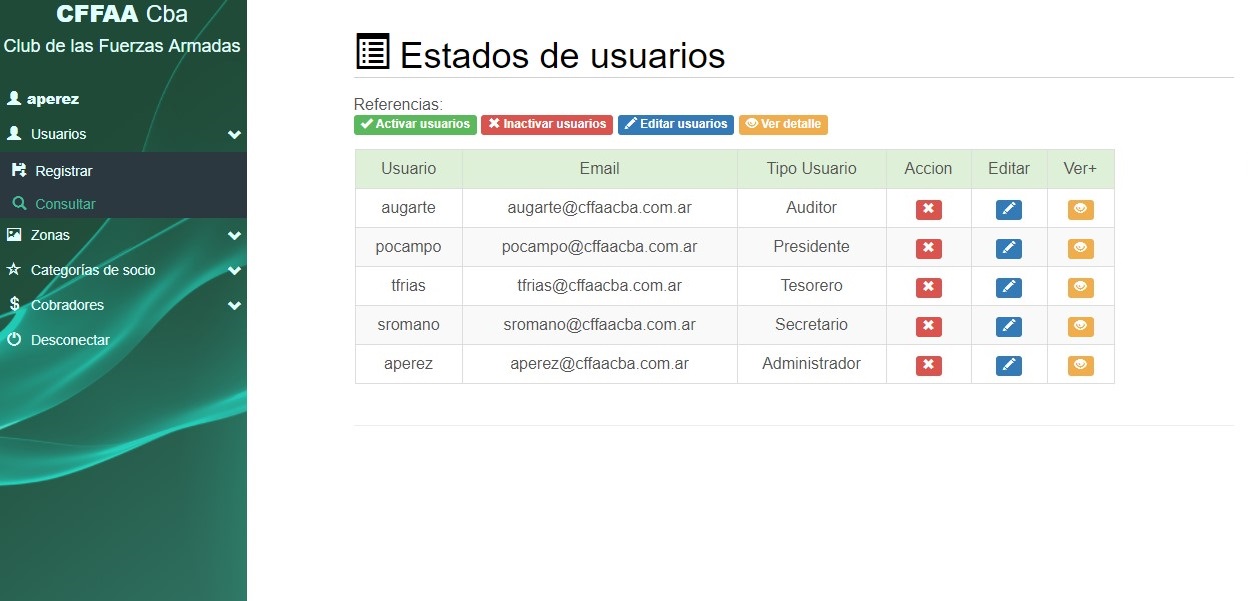 CFFAA Cba
Club de las Fuerzas Armadas
aperez
Usuarios
Registrar
Consultar
Zonas
Categorías de socio
Cobradores
Desconectar
Estados de usuarios
Referencias:
Activar usuarios Inactivar usuarios Editar usuarios Ver detalle
Usuario Email Tipo Usuario Accion Editar Ver+
augarte augarte@cffaacba.com.ar Auditor
pocampo pocampo@cffaacba.com.ar Presidente
tfrias tfrias@cffaacba.com.ar Tesorero
sromano sromano@cffaacba.com.ar Secretario
aperez aperez@cffaacba.com.ar Administrador